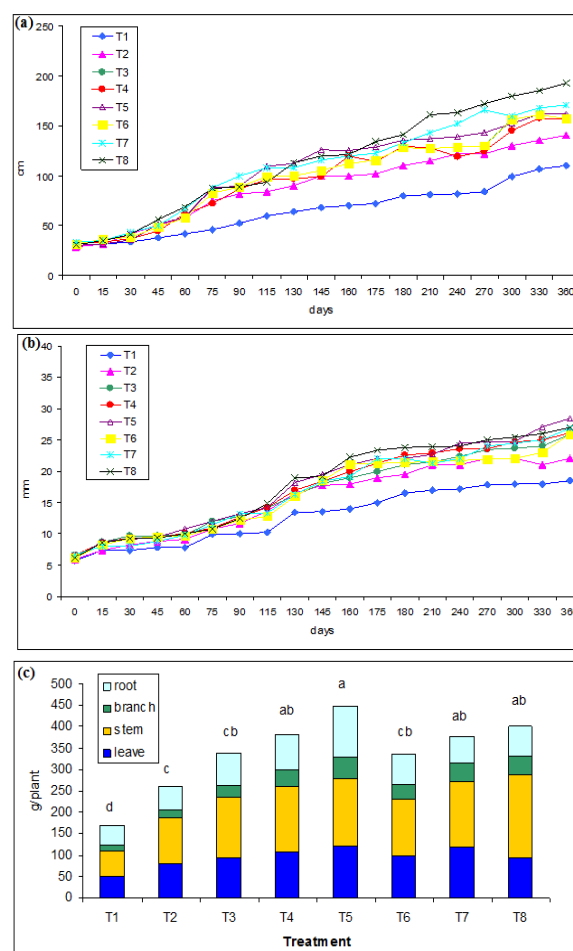 (a)
250
200
150
100
50
0
cm
T1
T2
T3
T4
T5
T6
T7
T8
0 15 30 45 60 75 90 115 130 145 160 175 180 210 240 270 300 330 360
days
(b)
40
35
30
25
20
15
10
5
0
mm
T1
T2
T3
T4
T5
T6
T7
T8
0 15 30 45 60 75 90 115 130 145 160 175 180 210 240 270 300 330 360
days
(c)
500
450
400
350
300
250
200
150
100
50
0
g/plant
root
branch
stem
leave
d c cb ab a cb ab ab
T1 T2 T3 T4 T5 T6 T7 T8
Treatment